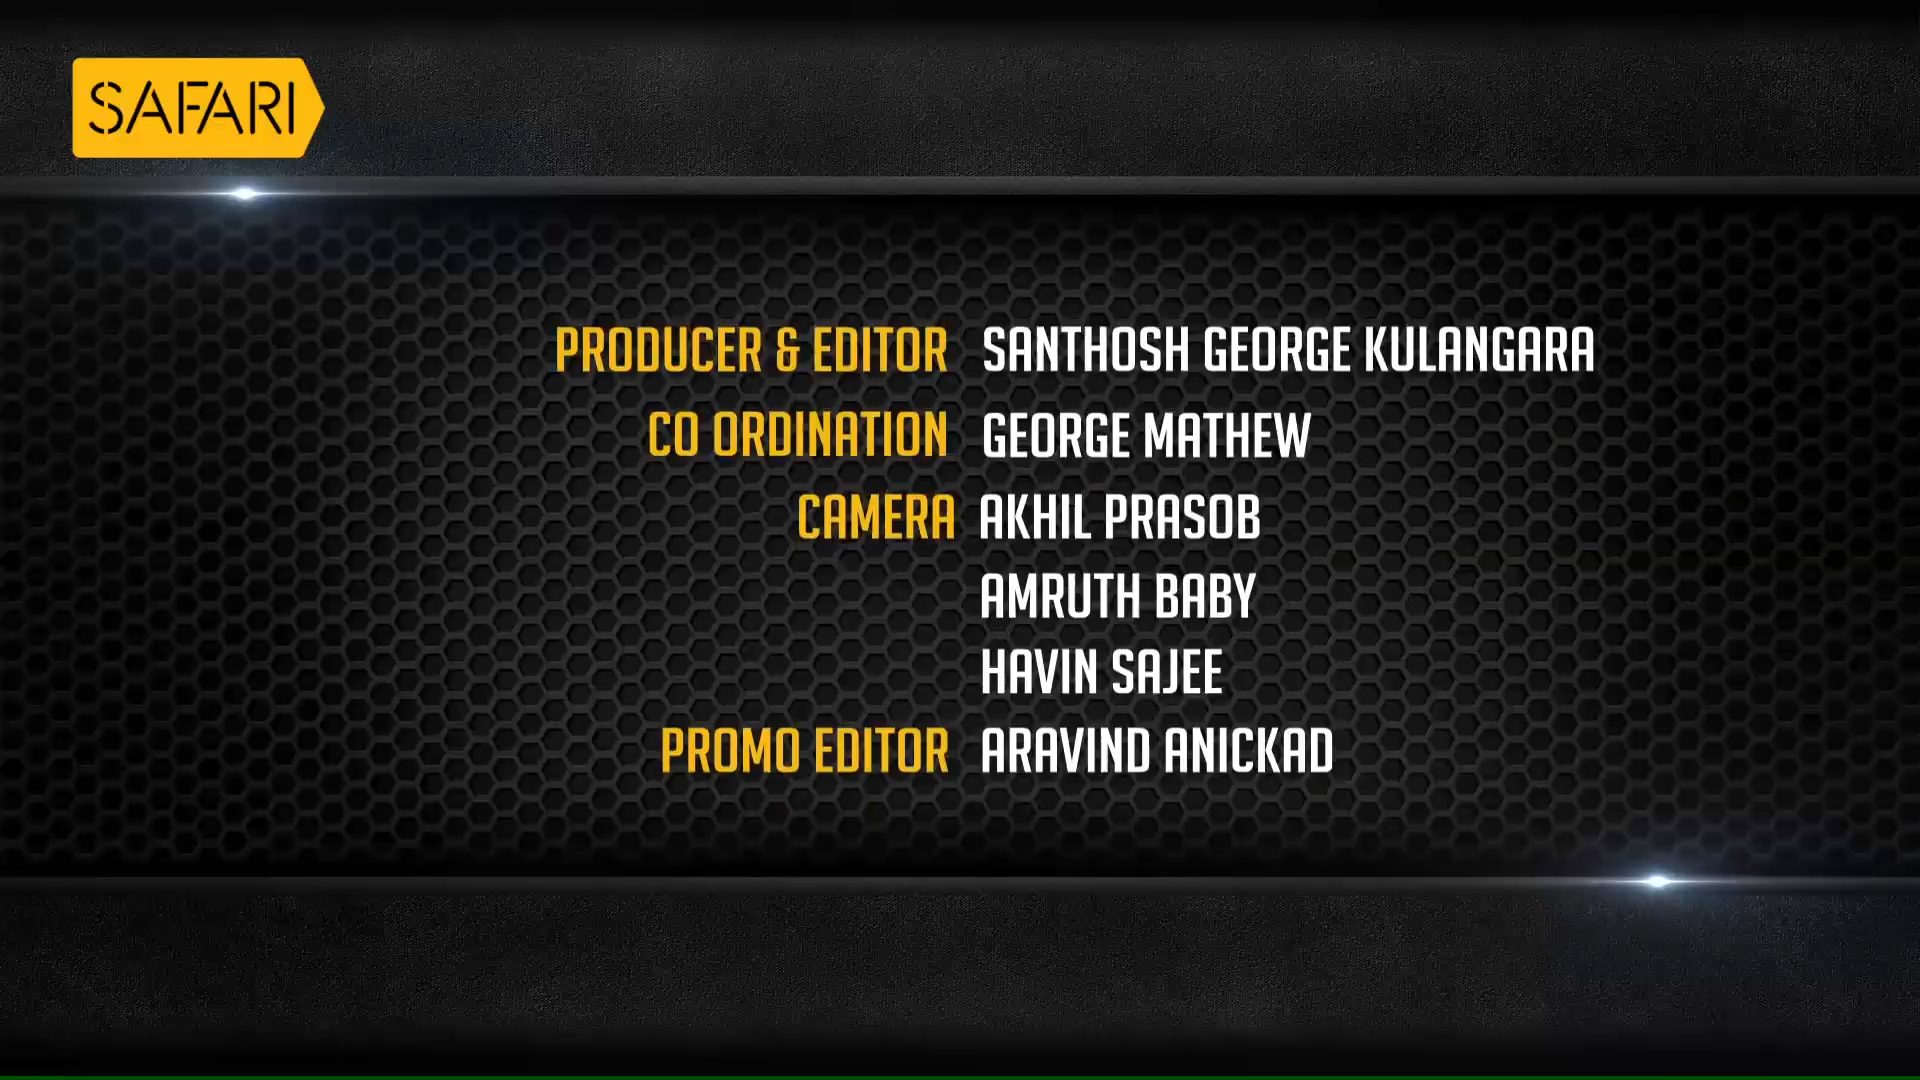 SAFARI
PRODUCER & EDITOR SANTHOSH GEORGE KULANGARA
CO ORDINATION GEORGE MATHEW
CAMERA AKHIL PRASOB
AMRUTH BABY
HAVIN SAJEE
PROMO EDITOR ARAVIND ANICKAD